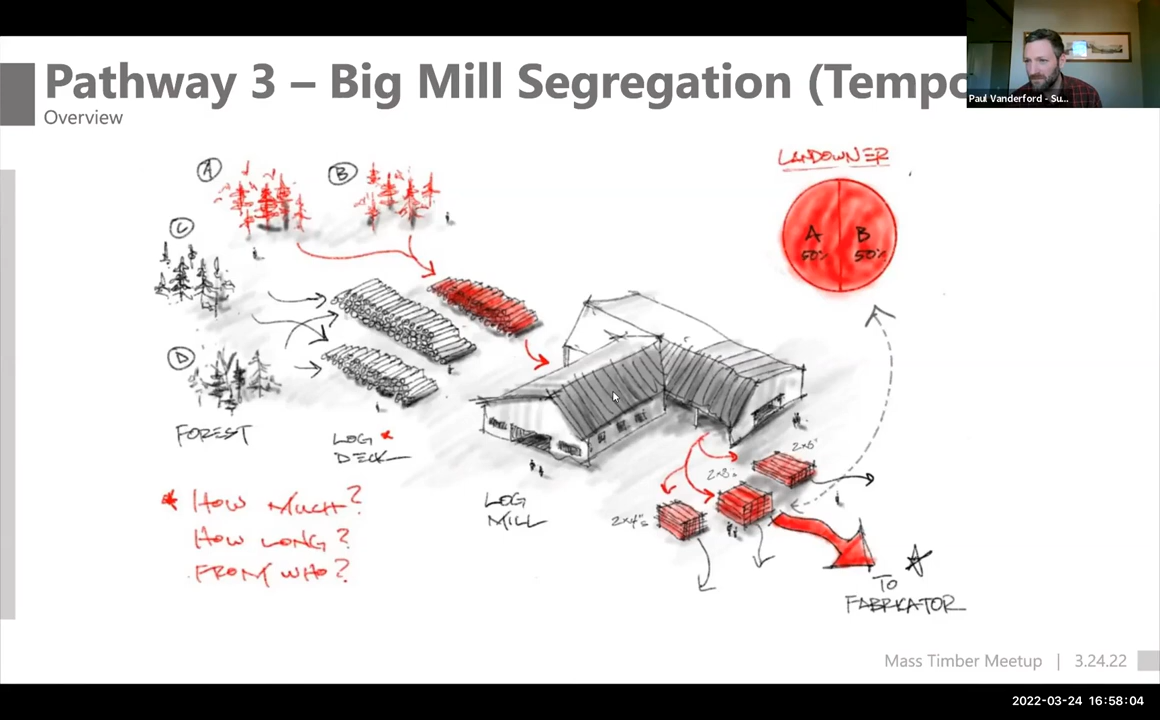 Pathway 3 – Big Mill Segregation (Tempo
Overview
Paul Vanderford - Su...
LANDOWNER
A
B
C
A
50%
B
50%
D
FOREST
LOG
DECK
2x6"
2x8"
2x4"s
LOG
MILL
* HOW MUCH?
HOW LONG?
FROM WHO?
TO
FABRICATOR
Mass Timber Meetup | 3.24.22
2022-03-24 16:58:04